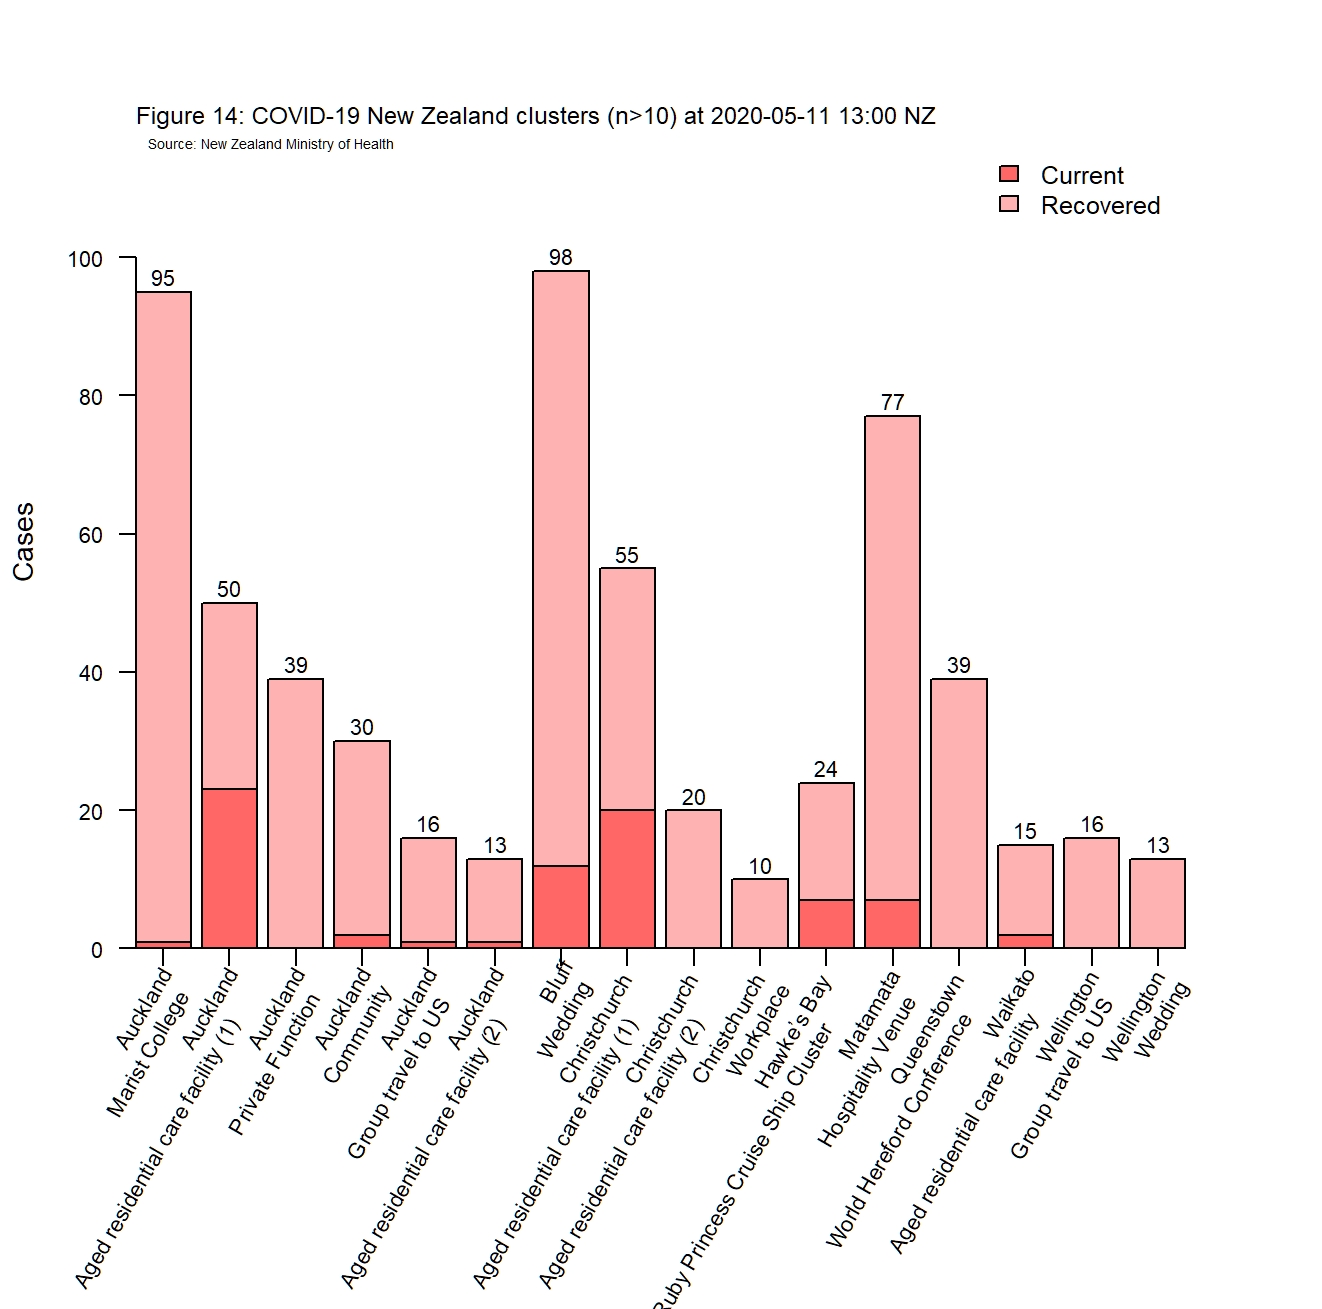 Figure 14: COVID-19 New Zealand clusters (n>10) at 2020-05-11 13:00 NZ
Source: New Zealand Ministry of Health
Current
Recovered
Cases
100
80
60
40
20
0
95
50
39
30
16
13
98
55
20
10
24
77
39
15
16
13
Auckland
Marist College
Auckland
Aged residential care facility (1)
Auckland
Private Function
Auckland
Community
Auckland
Group travel to US
Auckland
Aged residential care facility (2)
Bluff
Wedding
Christchurch
Aged residential care facility (1)
Christchurch
Aged residential care facility (2)
Christchurch
Workplace
Hawke's Bay
Ruby Princess Cruise Ship Cluster
Matamata
Hospitality Venue
Queenstown
World Hereford Conference
Waikato
Aged residential care facility
Wellington
Group travel to US
Wellington
Wedding